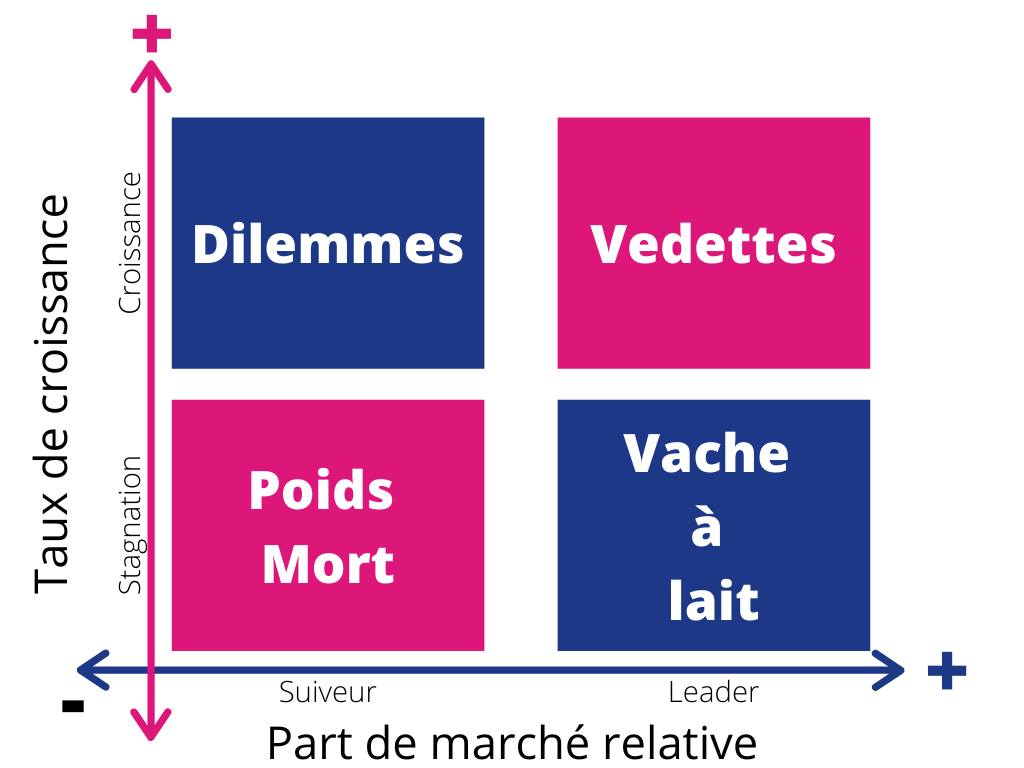 +
Taux de croissance
Croissance
Stagnation
Dilemmes
Vedettes
Poids
Mort
Vache
à
lait
-
+
Suiveur
Leader
Part de marché relative